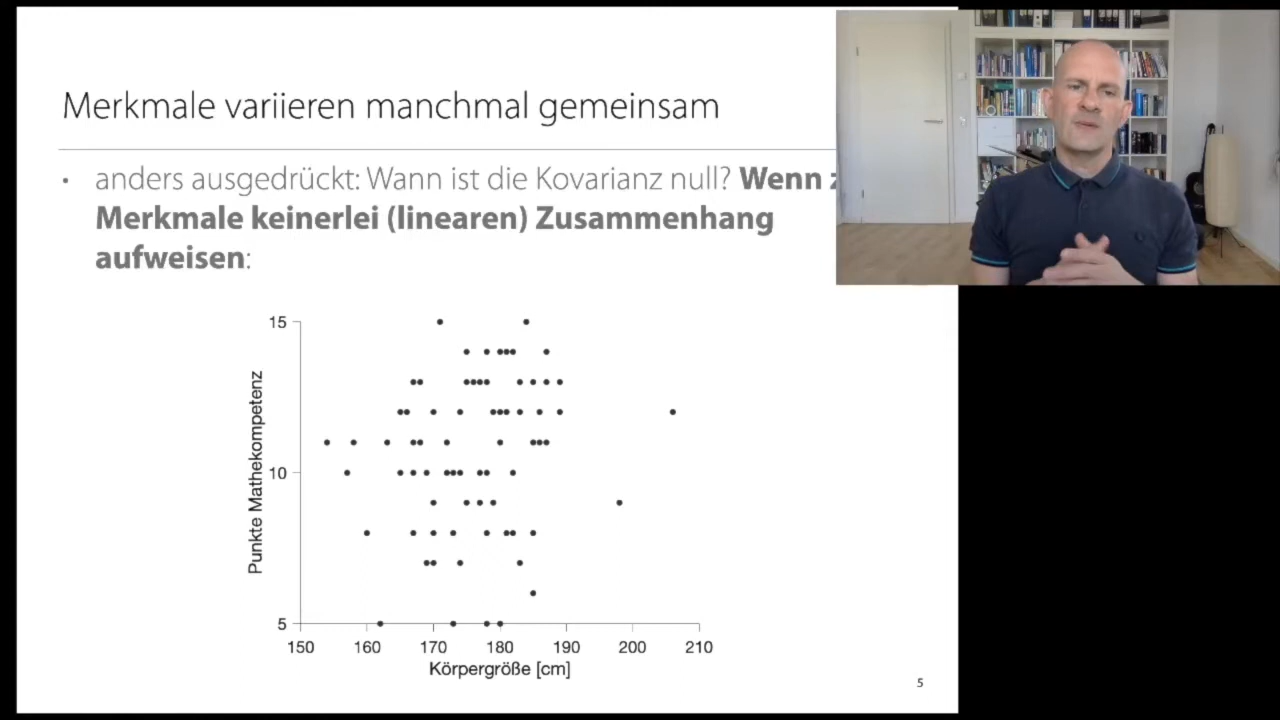 Merkmale variieren manchmal gemeinsam
• anders ausgedrückt: Wann ist die Kovarianz null? Wenn
Merkmale keinerlei (linearen) Zusammenhang
aufweisen:
15
10
5
Punkte Mathekompetenz
150 160 170 180 190 200 210
Körpergröße [cm]
5